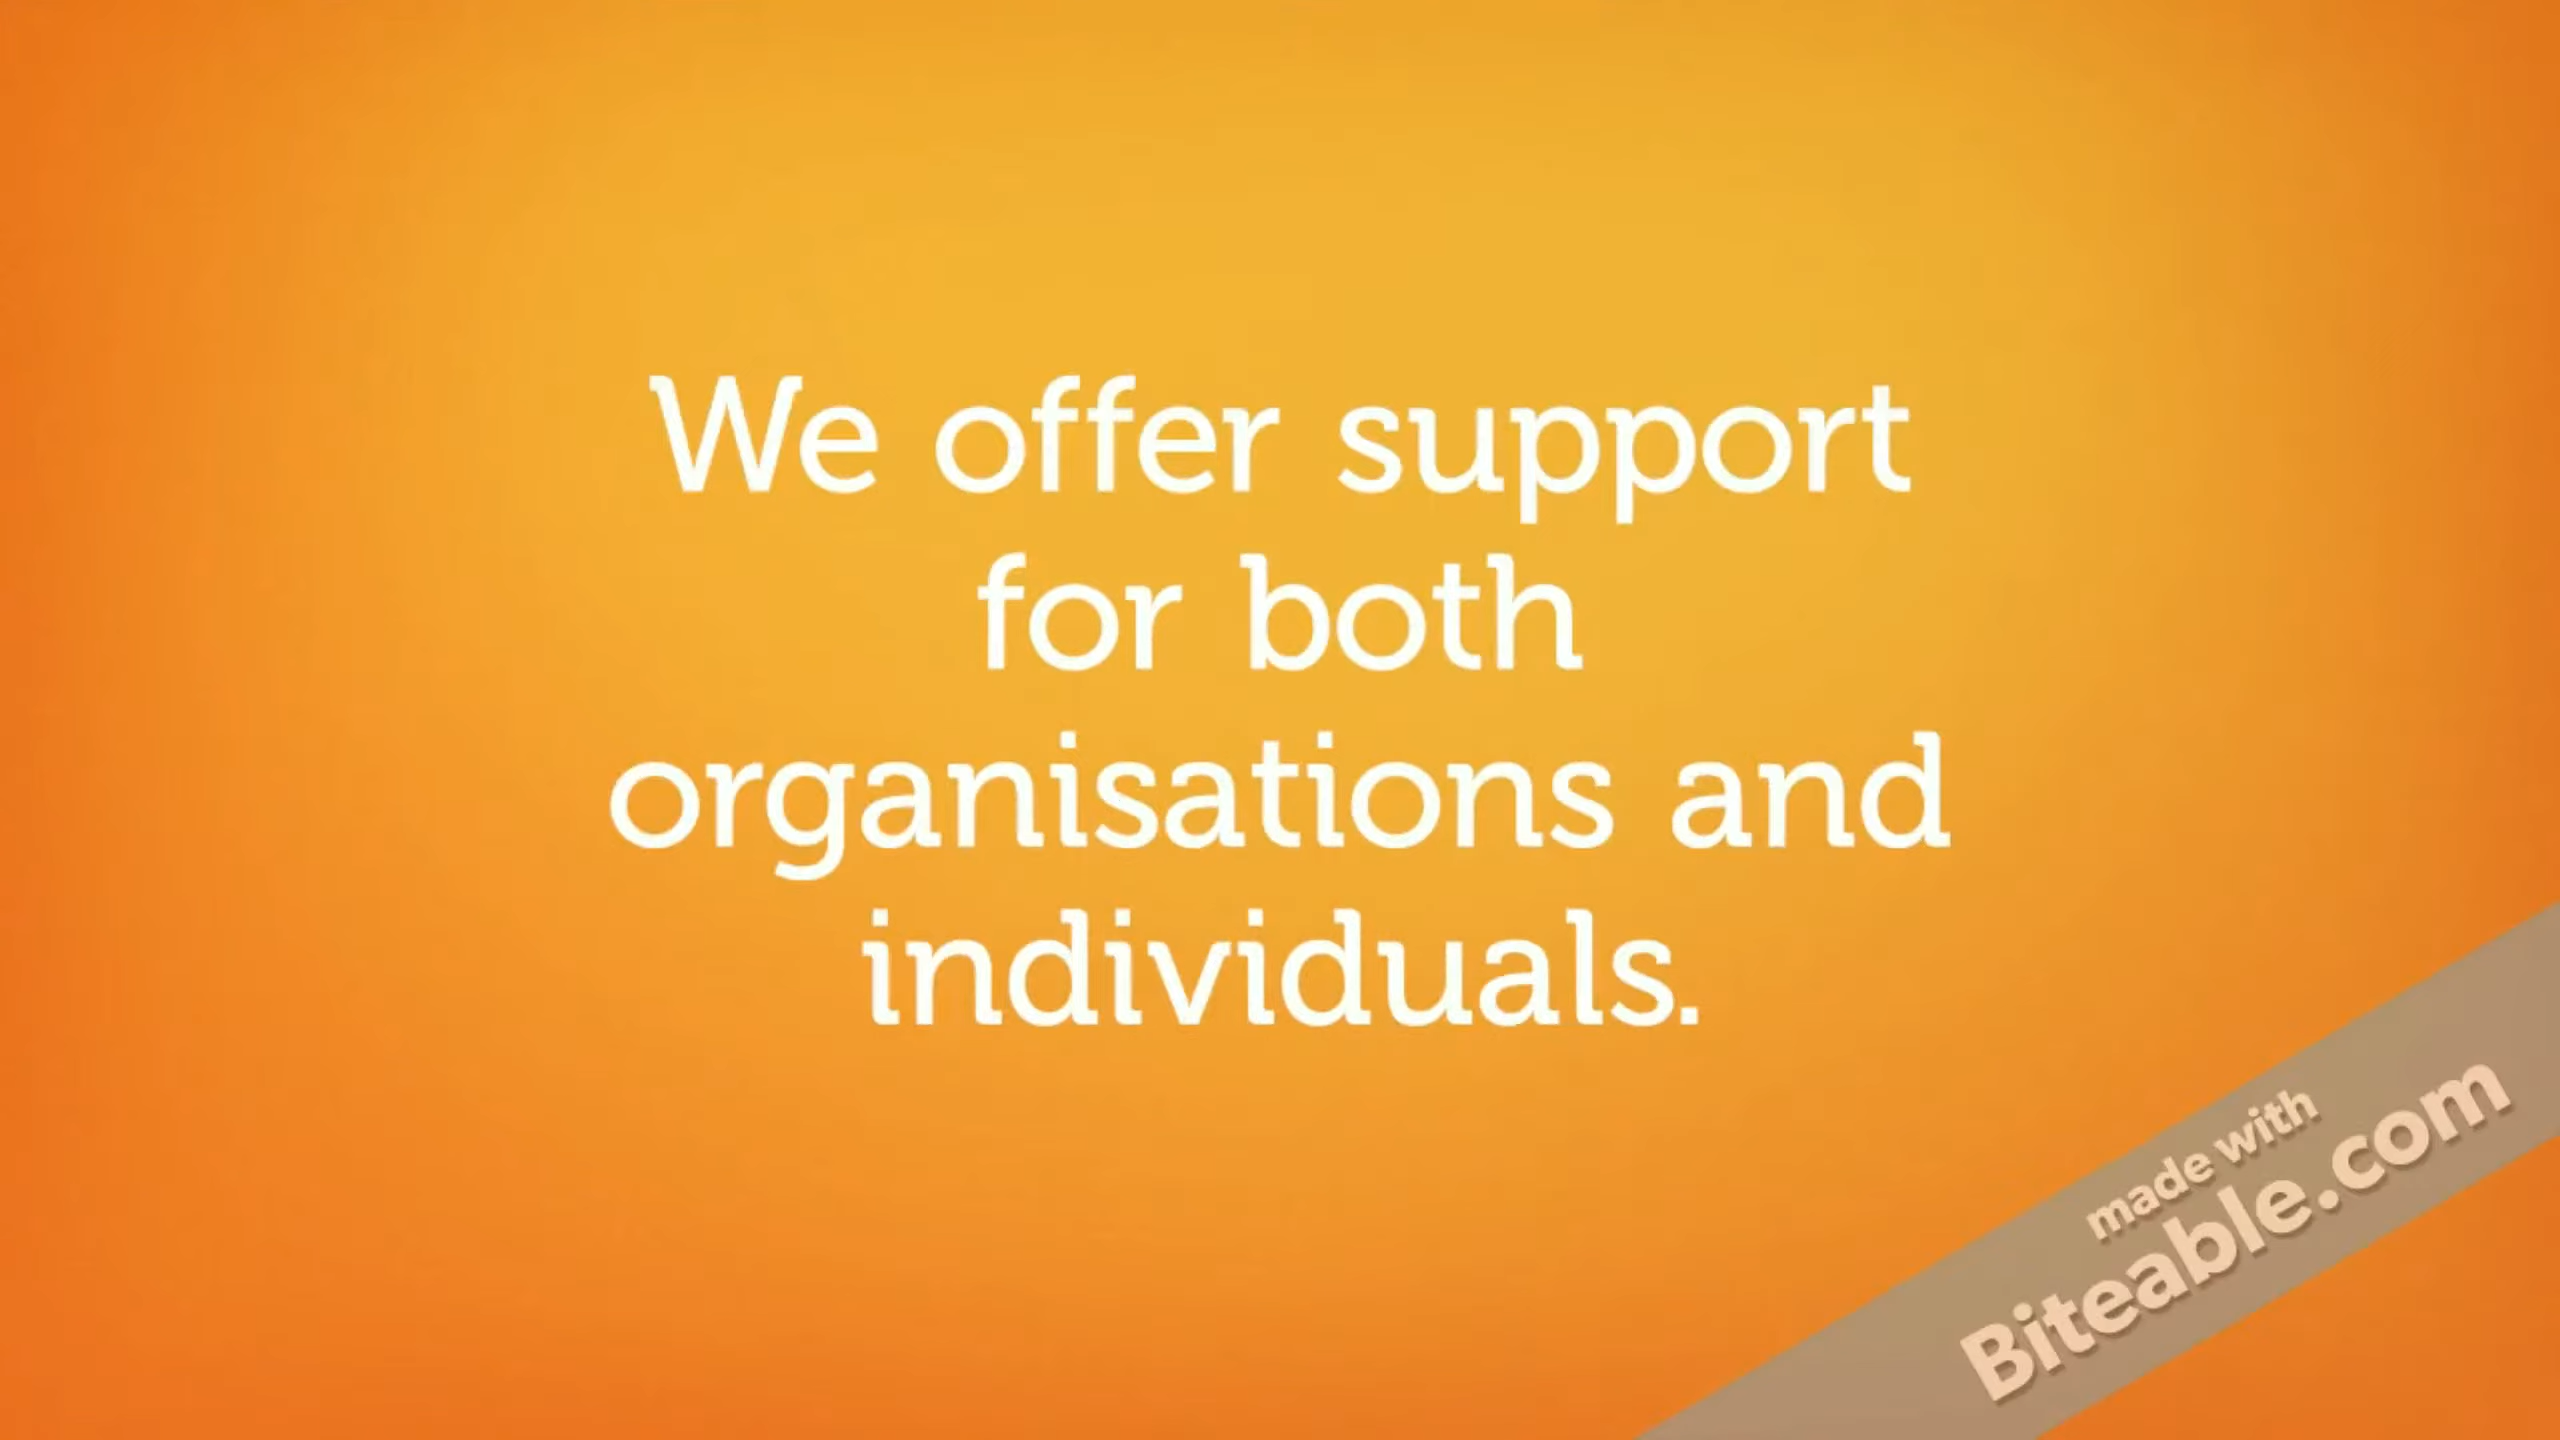 We offer support
for both
organisations and
individuals.
made with
Biteable.com